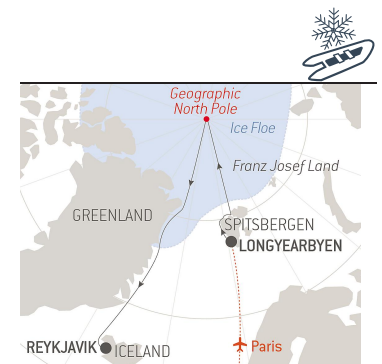 Geographic
North Pole
Ice Floe
Franz Josef Land
GREENLAND
SPITSBERGEN
LONGYEARBYEN
REYKJAVIK
ICELAND
Paris